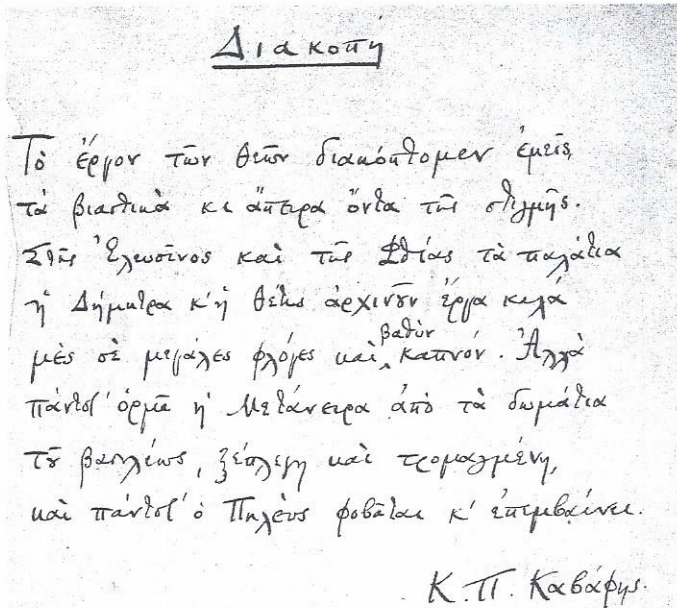 Διακοπή
Τὸ ἔργον τῶν θεῶν διακόπτομεν ἐμεῖς,
τὰ βιαστικὰ κι ἄπειρα ὄντα τῆς στιγμῆς.
Στῆς Ἐλευσῖνος καὶ τῆς Φθίας τὰ παλάτια
ἡ Δήμητρα κ' ἡ Θέτις ἀρχινοῦν ἔργα καλὰ
μὲς σὲ μεγάλες φλόγες καὶ βαθὺν καπνόν. Ἀλλὰ
πάντοτ' ὁρμᾶ ἡ Μετάνειρα ἀπὸ τὰ δωμάτια
τοῦ βασιλέως, ξέπλεγη καὶ τρομαγμένη,
καὶ πάντοτ' ὁ Πηλεὺς φοβᾶται κ' ἐπεμβαίνει.
Κ. Π. Καβάφης.